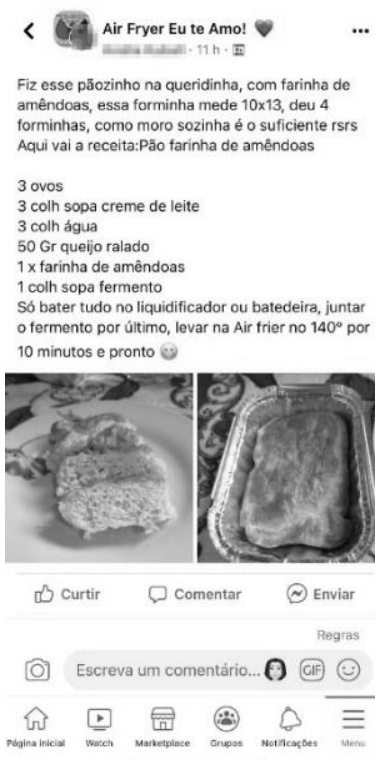 Air Fryer Eu te Amo! 🖤
· 11 h ·
Fiz esse pãozinho na queridinha, com farinha de
amêndoas, essa forminha mede 10x13, deu 4
forminhas, como moro sozinha é o suficiente rsrs
Aqui vai a receita:Pão farinha de amêndoas
3 ovos
3 colh sopa creme de leite
3 colh água
50 Gr queijo ralado
1 x farinha de amêndoas
1 colh sopa fermento
Só bater tudo no liquidificador ou batedeira, juntar
o fermento por último, levar na Air frier no 140° por
10 minutos e pronto 😋
Curtir Comentar Enviar
Regras
Escreva um comentário... GIF
Página inicial Watch Marketplace Grupos Notificações Menu